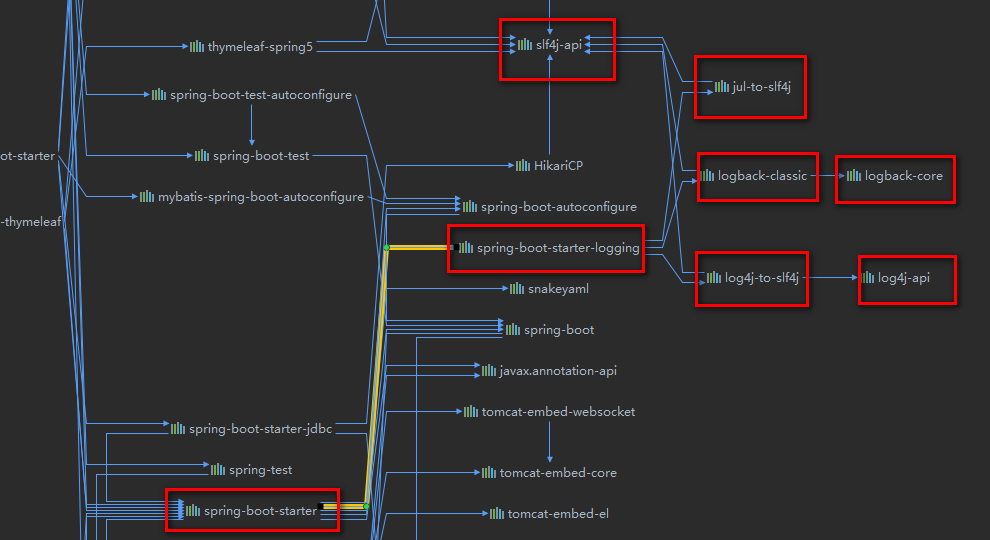 thymeleaf-spring5
slf4j-api
jul-to-slf4j
spring-boot-test-autoconfigure
ot-starter
spring-boot-test
HikariCP
logback-classic
logback-core
mybatis-spring-boot-autoconfigure
spring-boot-autoconfigure
-thymeleaf
spring-boot-starter-logging
log4j-to-slf4j
log4j-api
snakeyaml
spring-boot
javax.annotation-api
tomcat-embed-websocket
spring-boot-starter-jdbc
spring-test
tomcat-embed-core
spring-boot-starter
tomcat-embed-el